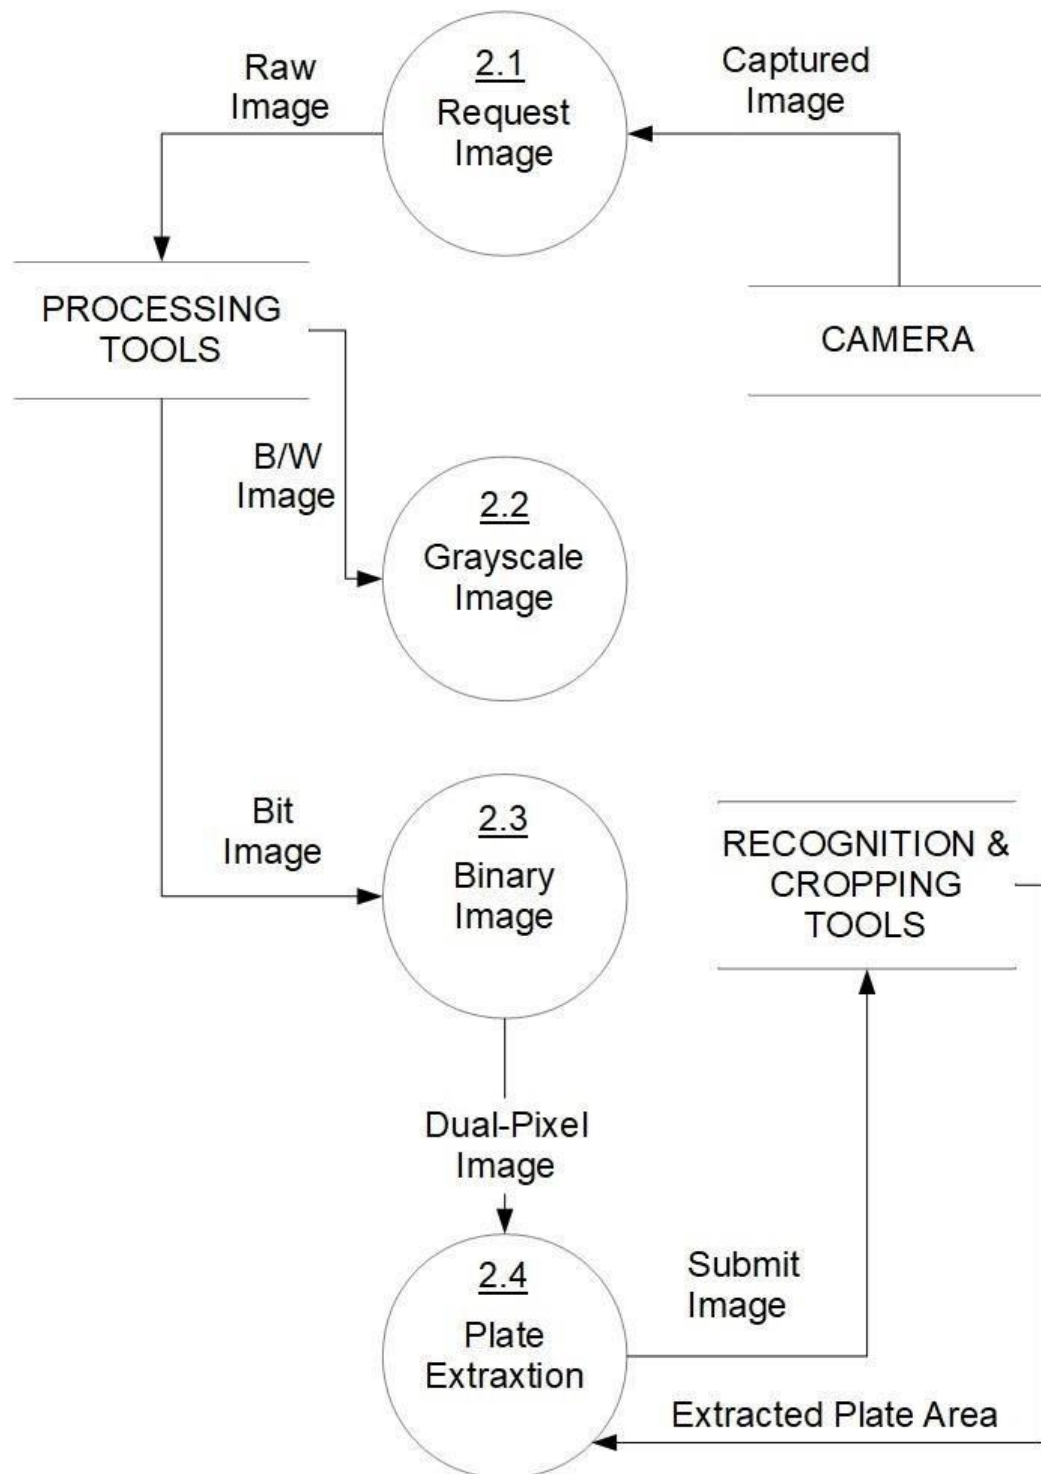 Raw
Image
2.1
Request
Image
Captured
Image
PROCESSING
TOOLS
CAMERA
B/W
Image
2.2
Grayscale
Image
Bit
Image
2.3
Binary
Image
RECOGNITION &
CROPPING
TOOLS
Dual-Pixel
Image
2.4
Plate
Extraxtion
Submit
Image
Extracted Plate Area